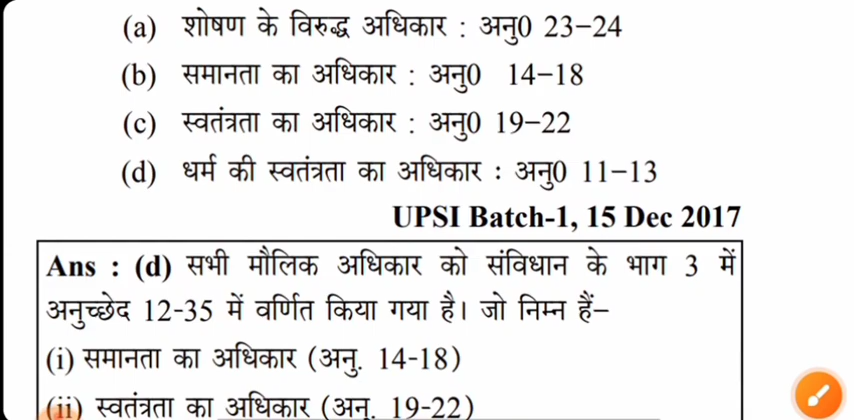 (a) शोषण के विरुद्ध अधिकार : अनु0 23–24
(b) समानता का अधिकार : अनु0 14–18
(c) स्वतंत्रता का अधिकार : अनु0 19–22
(d) धर्म की स्वतंत्रता का अधिकार : अनु0 11–13
UPSI Batch-1, 15 Dec 2017
Ans : (d) सभी मौलिक अधिकार को संविधान के भाग 3 में
अनुच्छेद 12-35 में वर्णित किया गया है। जो निम्न हैं–
(i) समानता का अधिकार (अनु. 14-18)
(ii) स्वतंत्रता का अधिकार (अनु. 19-22)